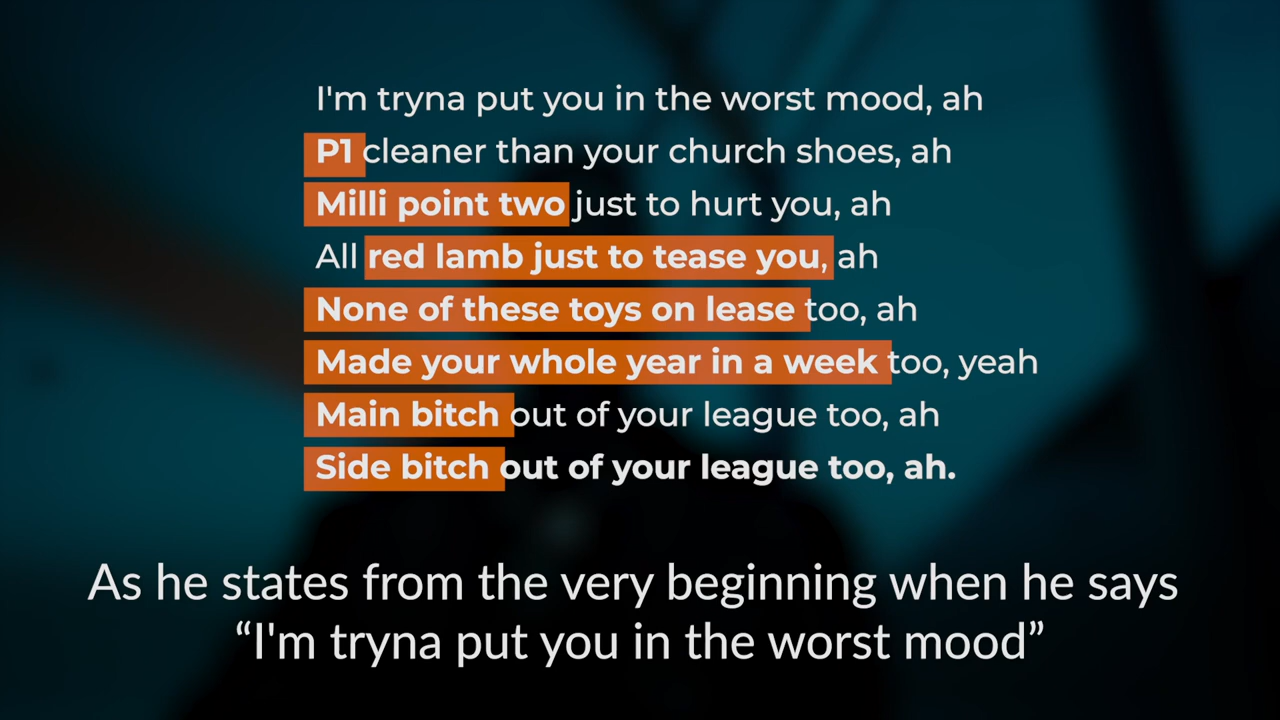 I'm tryna put you in the worst mood, ah
P1 cleaner than your church shoes, ah
Milli point two just to hurt you, ah
All red lamb just to tease you, ah
None of these toys on lease too, ah
Made your whole year in a week too, yeah
Main bitch out of your league too, ah
Side bitch out of your league too, ah.
As he states from the very beginning when he says
“I'm tryna put you in the worst mood”